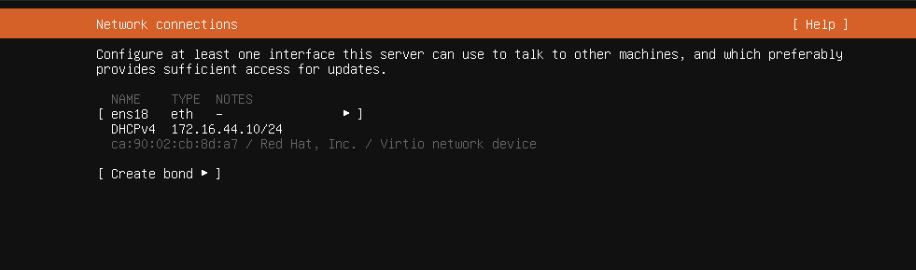 Network connections [ Help ]
Configure at least one interface this server can use to talk to other machines, and which preferably
provides sufficient access for updates.
NAME TYPE NOTES
[ ens18 eth - ▸ ]
DHCPv4 172.16.44.10/24
ca:90:02:cb:8d:a7 / Red Hat, Inc. / Virtio network device
[ Create bond ▸ ]